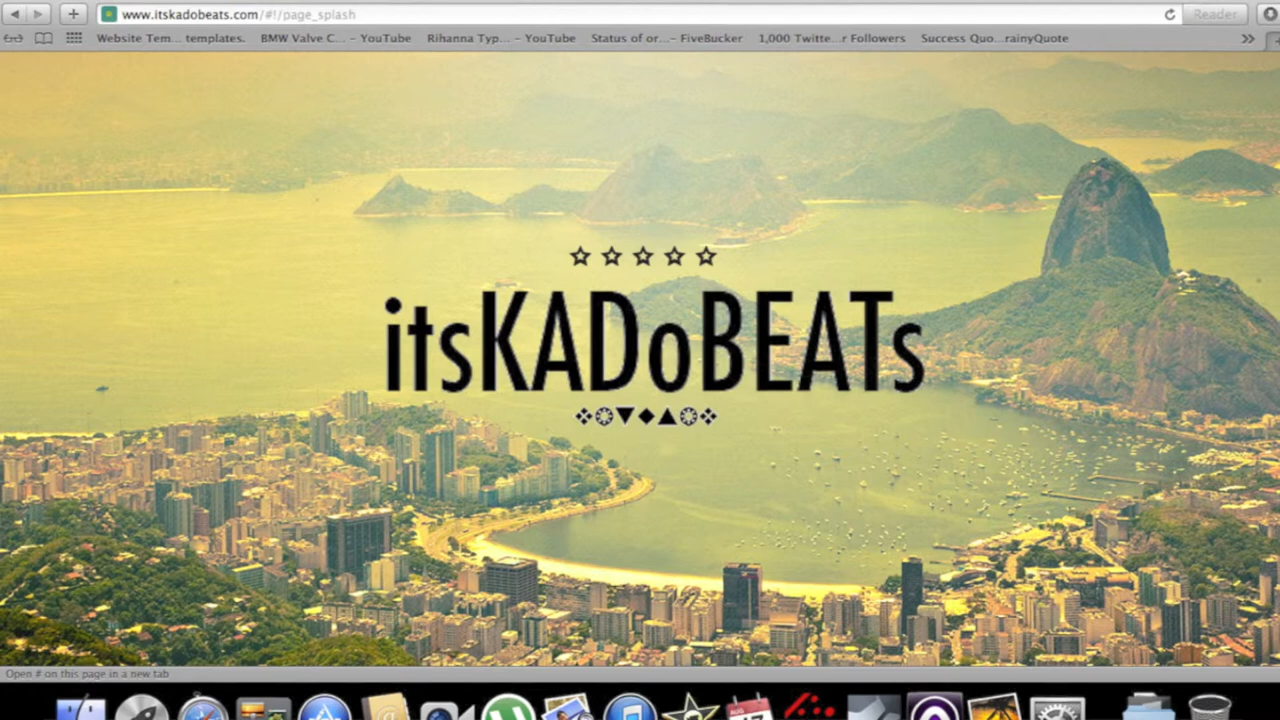 www.itskadobeats.com/#!/page_splash
Reader
Website Tem... templates. BMW Valve C... – YouTube Rihanna Typ... – YouTube Status of or...– FiveBucker 1,000 Twitte...r Followers Success Quo...rainyQuote
itsKADoBEATs
Open # on this page in a new tab
AUG